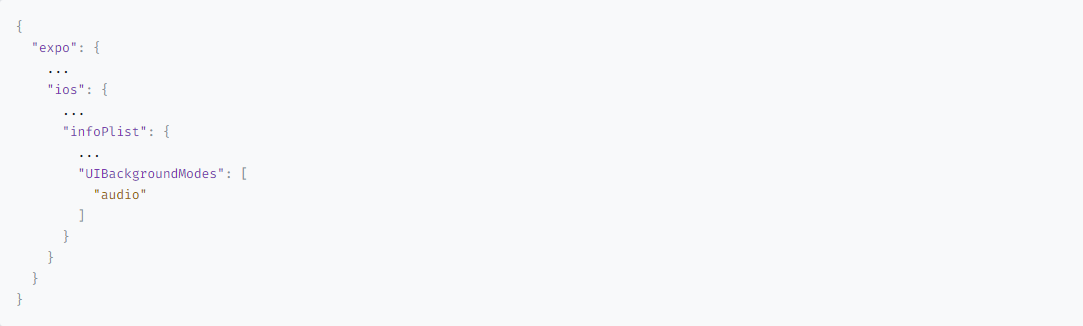 {
  "expo": {
    ...
    "ios": {
      ...
      "infoPlist": {
        ...
        "UIBackgroundModes": [
          "audio"
        ]
      }
    }
  }
}